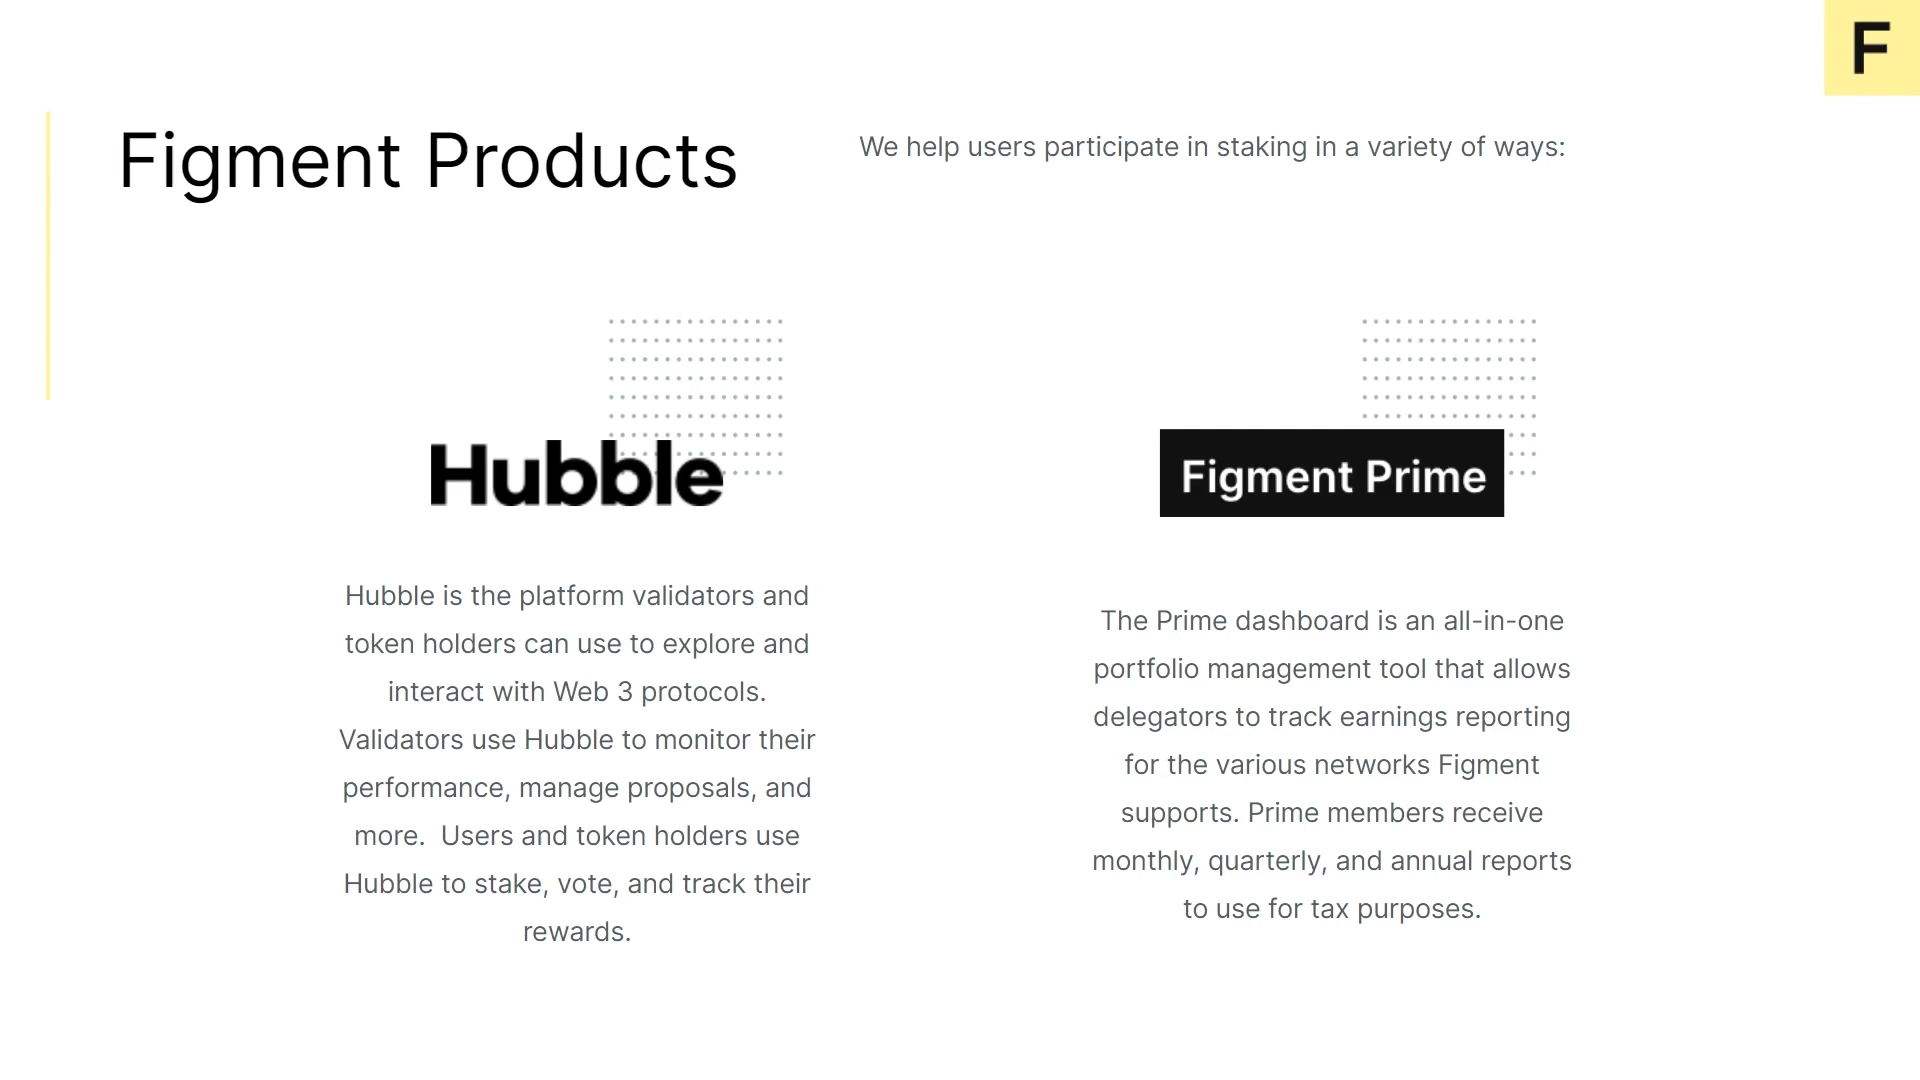 F
Figment Products
We help users participate in staking in a variety of ways:
Hubble
Hubble is the platform validators and
token holders can use to explore and
interact with Web 3 protocols.
Validators use Hubble to monitor their
performance, manage proposals, and
more.  Users and token holders use
Hubble to stake, vote, and track their
rewards.
Figment Prime
The Prime dashboard is an all-in-one
portfolio management tool that allows
delegators to track earnings reporting
for the various networks Figment
supports. Prime members receive
monthly, quarterly, and annual reports
to use for tax purposes.